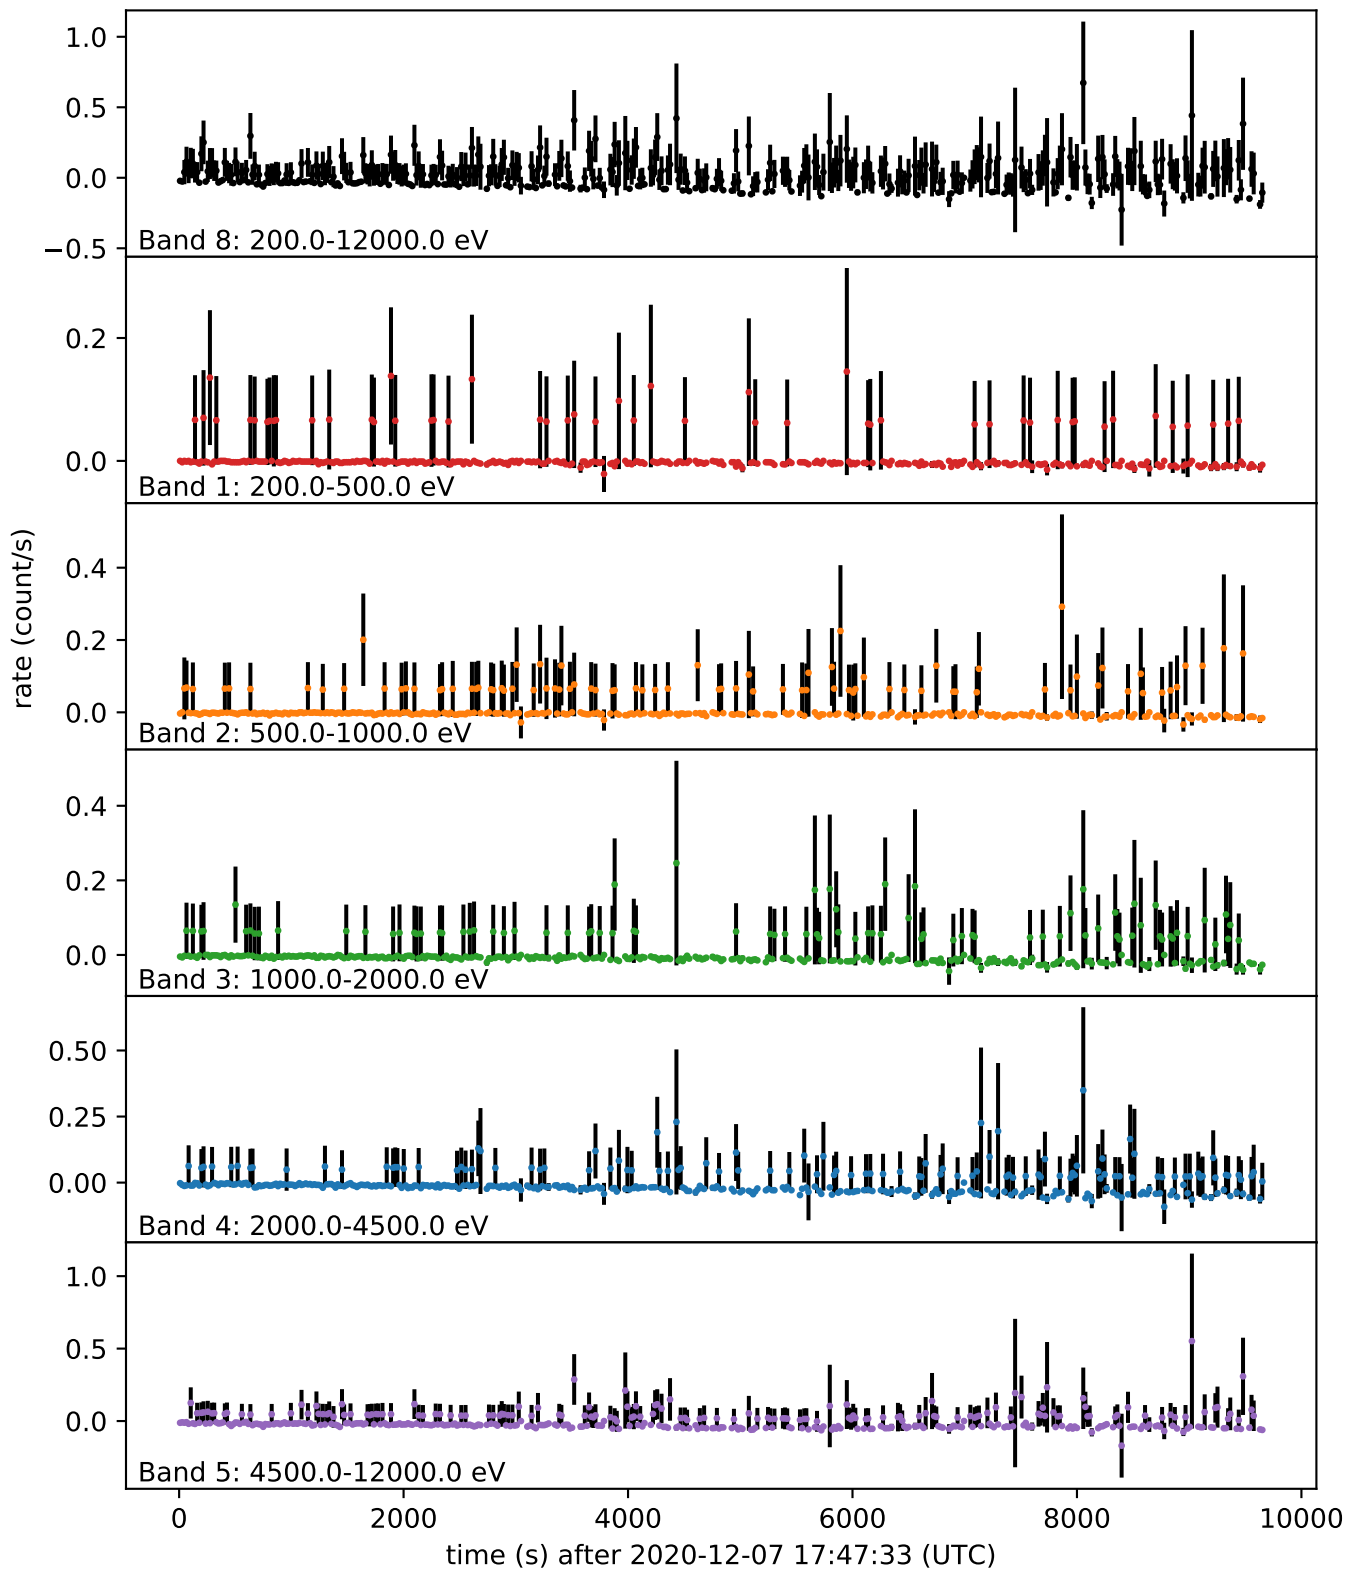 1.0
0.5
0.0
−0.5
Band 8: 200.0-12000.0 eV
0.2
0.0
Band 1: 200.0-500.0 eV
rate (count/s)
0.4
0.2
0.0
Band 2: 500.0-1000.0 eV
0.4
0.2
0.0
Band 3: 1000.0-2000.0 eV
0.50
0.25
0.00
Band 4: 2000.0-4500.0 eV
1.0
0.5
0.0
Band 5: 4500.0-12000.0 eV
0 2000 4000 6000 8000 10000
time (s) after 2020-12-07 17:47:33 (UTC)